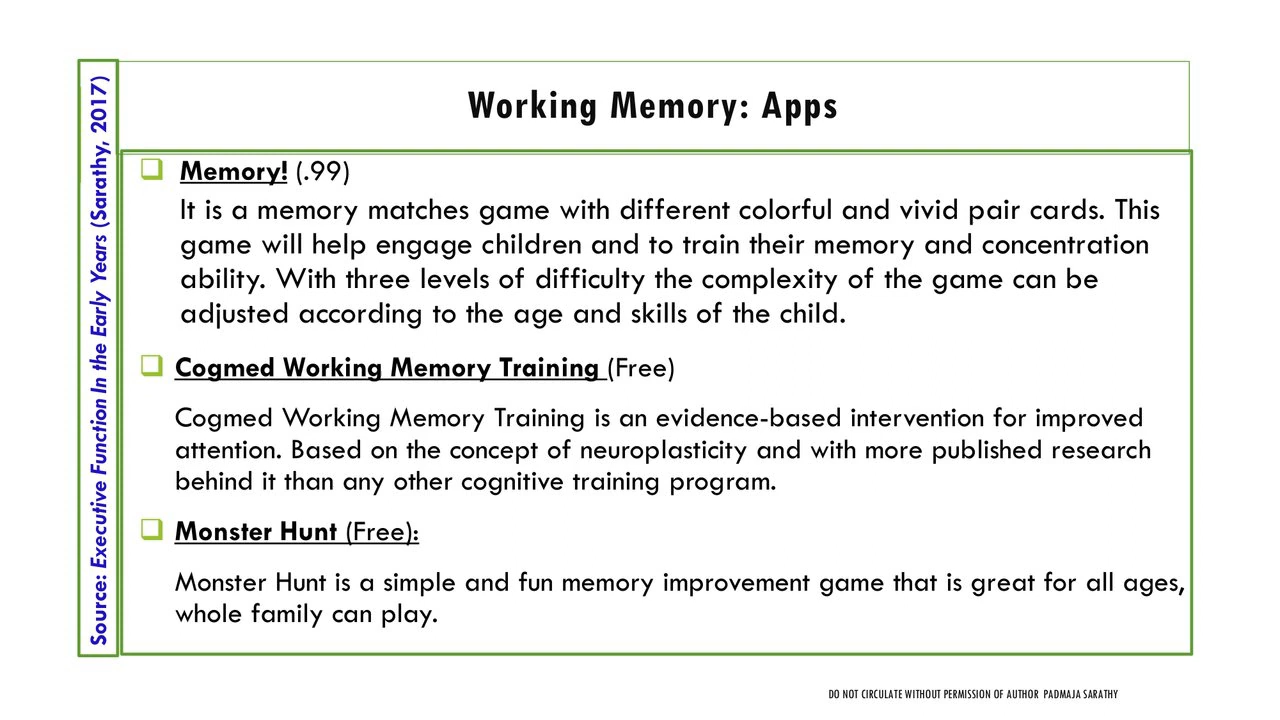 Source: Executive Function In the Early Years (Sarathy, 2017)
Working Memory: Apps
Memory! (.99)
It is a memory matches game with different colorful and vivid pair cards. This
game will help engage children and to train their memory and concentration
ability. With three levels of difficulty the complexity of the game can be
adjusted according to the age and skills of the child.
Cogmed Working Memory Training (Free)
Cogmed Working Memory Training is an evidence-based intervention for improved
attention. Based on the concept of neuroplasticity and with more published research
behind it than any other cognitive training program.
Monster Hunt (Free):
Monster Hunt is a simple and fun memory improvement game that is great for all ages,
whole family can play.
DO NOT CIRCULATE WITHOUT PERMISSION OF AUTHOR PADMAJA SARATHY